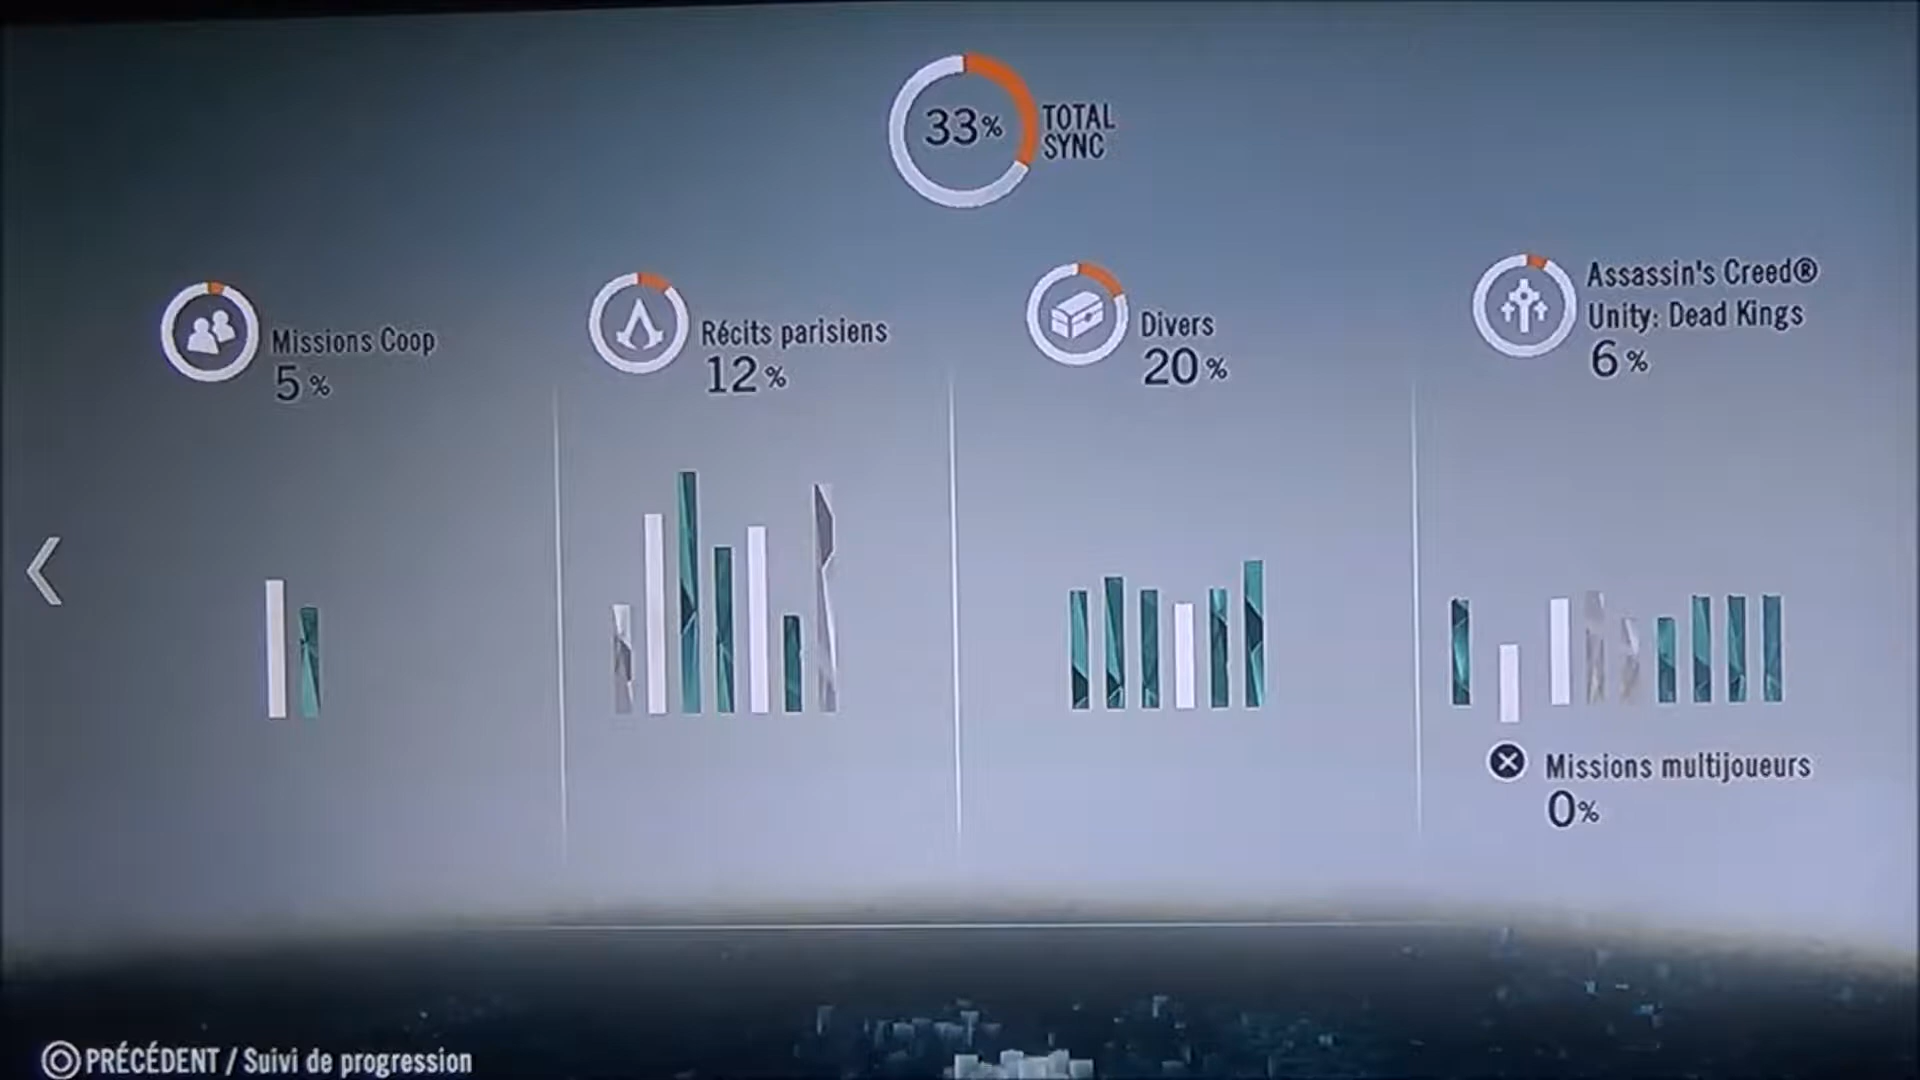 33%
TOTAL
SYNC
Missions Coop
5%
Récits parisiens
12%
Divers
20%
Assassin's Creed®
Unity: Dead Kings
6%
Missions multijoueurs
0%
PRÉCÉDENT / Suivi de progression